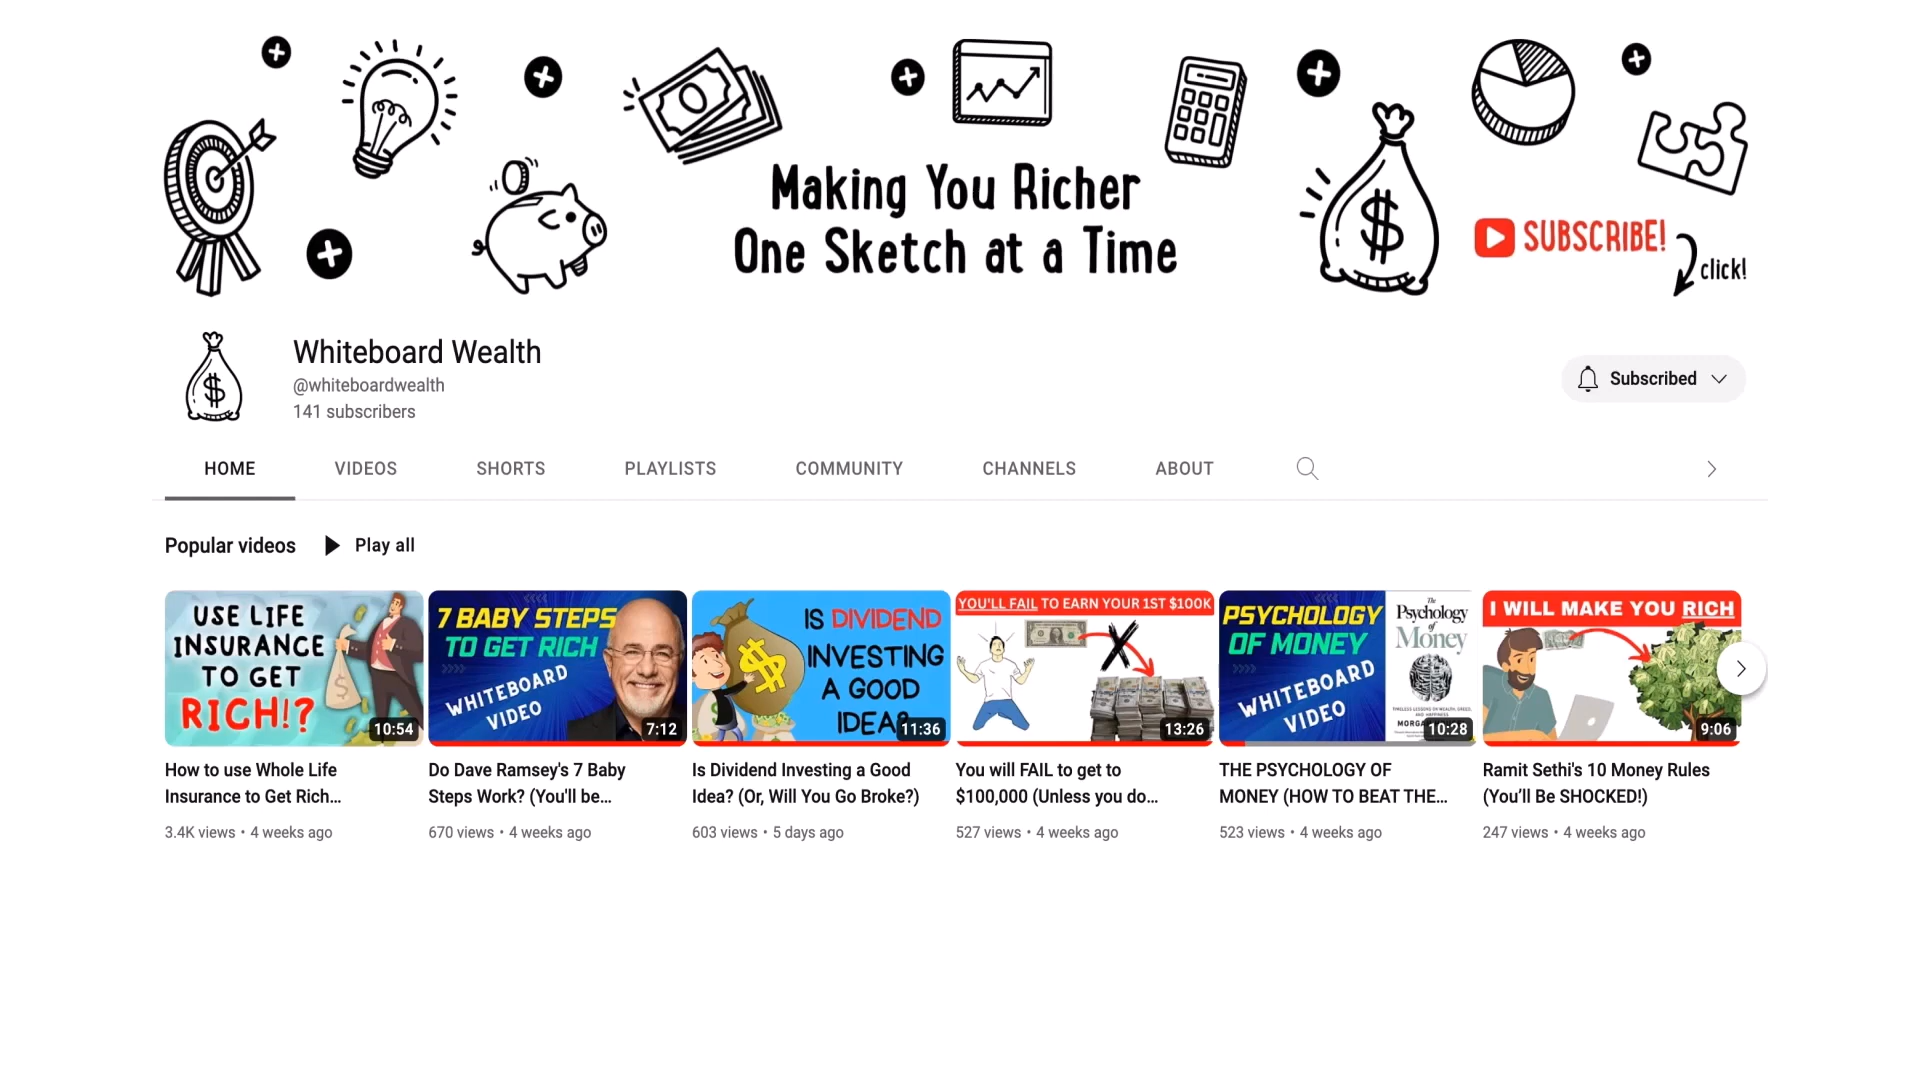 Making You Richer
One Sketch at a Time
SUBSCRIBE!
click!
Whiteboard Wealth
@whiteboardwealth
141 subscribers
Subscribed
HOME VIDEOS SHORTS PLAYLISTS COMMUNITY CHANNELS ABOUT
Popular videos Play all
USE LIFE
INSURANCE
TO GET
RICH!?
10:54
How to use Whole Life
Insurance to Get Rich...
3.4K views • 4 weeks ago
7 BABY STEPS
TO GET RICH
WHITEBOARD
VIDEO
7:12
Do Dave Ramsey's 7 Baby
Steps Work? (You'll be...
670 views • 4 weeks ago
IS DIVIDEND
INVESTING
A GOOD
IDEA?
11:36
Is Dividend Investing a Good
Idea? (Or, Will You Go Broke?)
603 views • 5 days ago
YOU'LL FAIL TO EARN YOUR 1ST $100K
13:26
You will FAIL to get to
$100,000 (Unless you do...
527 views • 4 weeks ago
PSYCHOLOGY
OF MONEY
WHITEBOARD
VIDEO
The
Psychology
of
Money
10:28
THE PSYCHOLOGY OF
MONEY (HOW TO BEAT THE...
523 views • 4 weeks ago
I WILL MAKE YOU RICH
9:06
Ramit Sethi's 10 Money Rules
(You’ll Be SHOCKED!)
247 views • 4 weeks ago